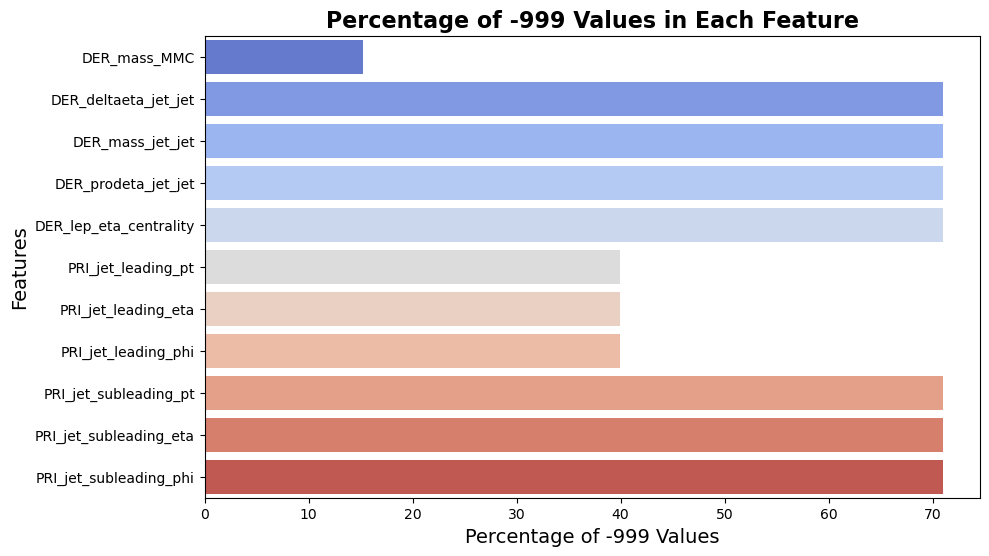 Percentage of -999 Values in Each Feature
Features
DER_mass_MMC
DER_deltaeta_jet_jet
DER_mass_jet_jet
DER_prodeta_jet_jet
DER_lep_eta_centrality
PRI_jet_leading_pt
PRI_jet_leading_eta
PRI_jet_leading_phi
PRI_jet_subleading_pt
PRI_jet_subleading_eta
PRI_jet_subleading_phi
0 10 20 30 40 50 60 70
Percentage of -999 Values